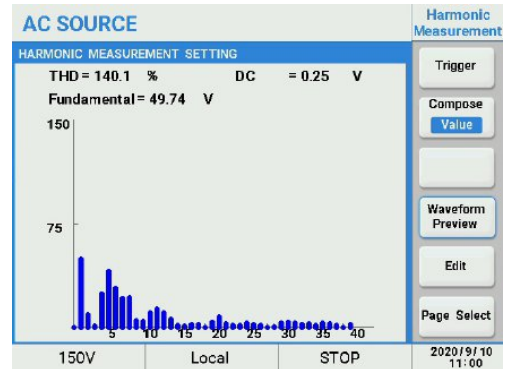 AC SOURCE
Harmonic
Measurement
HARMONIC MEASUREMENT SETTING
THD = 140.1 % DC = 0.25 V
Fundamental = 49.74 V
150
75
5 10 15 20 25 30 35 40
Trigger
Compose
Value
Waveform
Preview
Edit
Page Select
150V Local STOP
2020/9/10
11:00